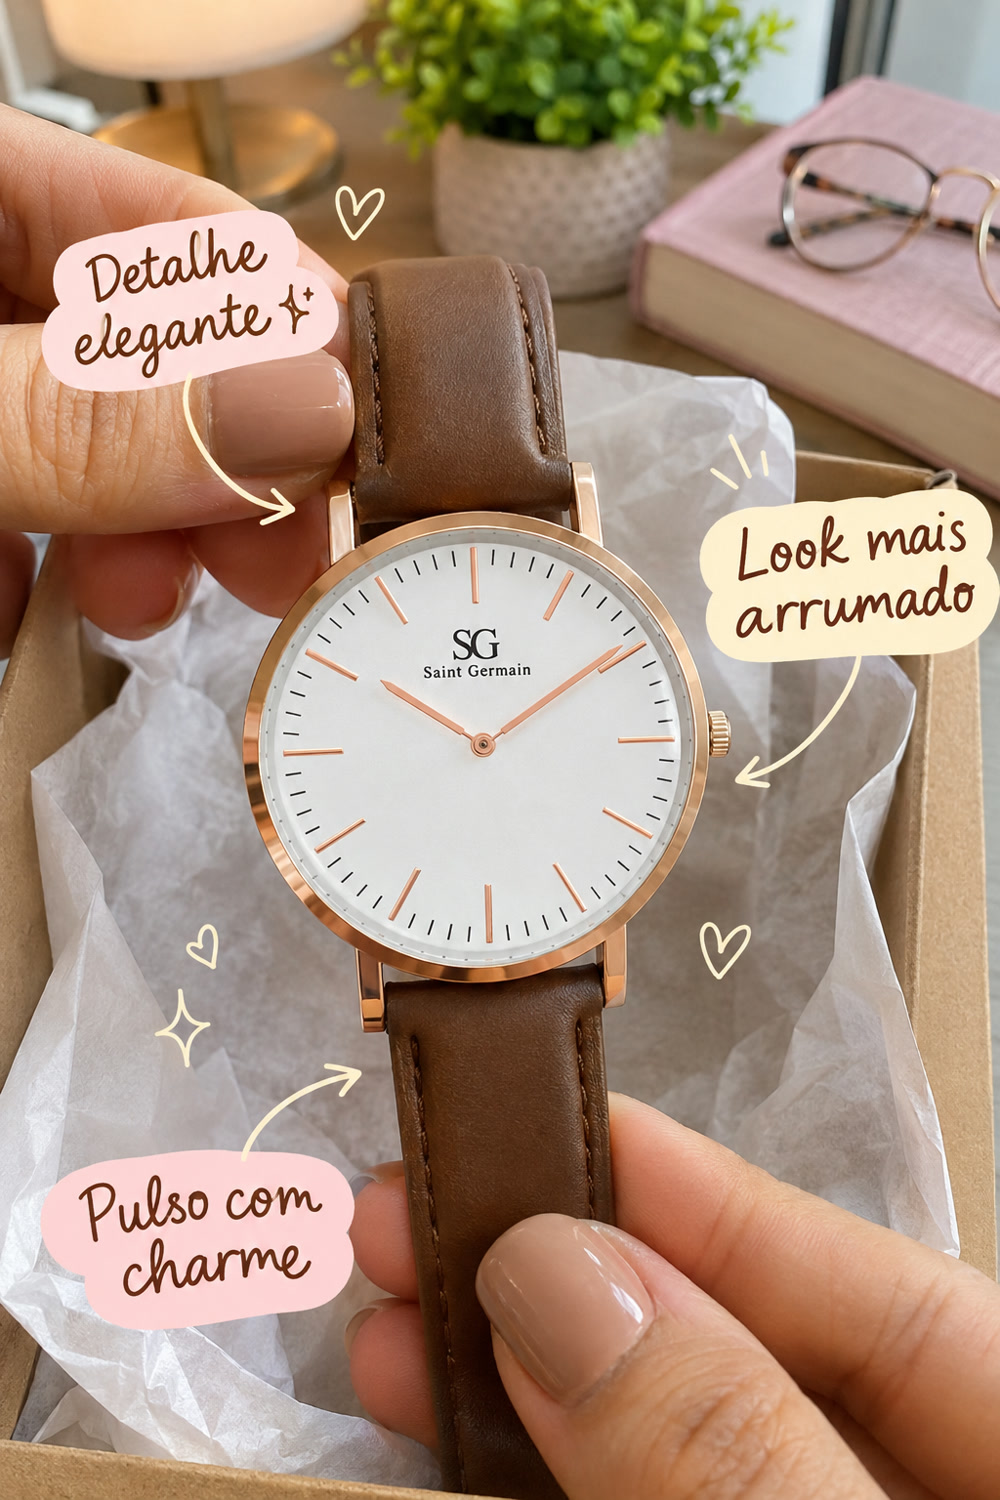 Detalhe
elegante
SG
Saint Germain
Look mais
arrumado
Pulso com
charme